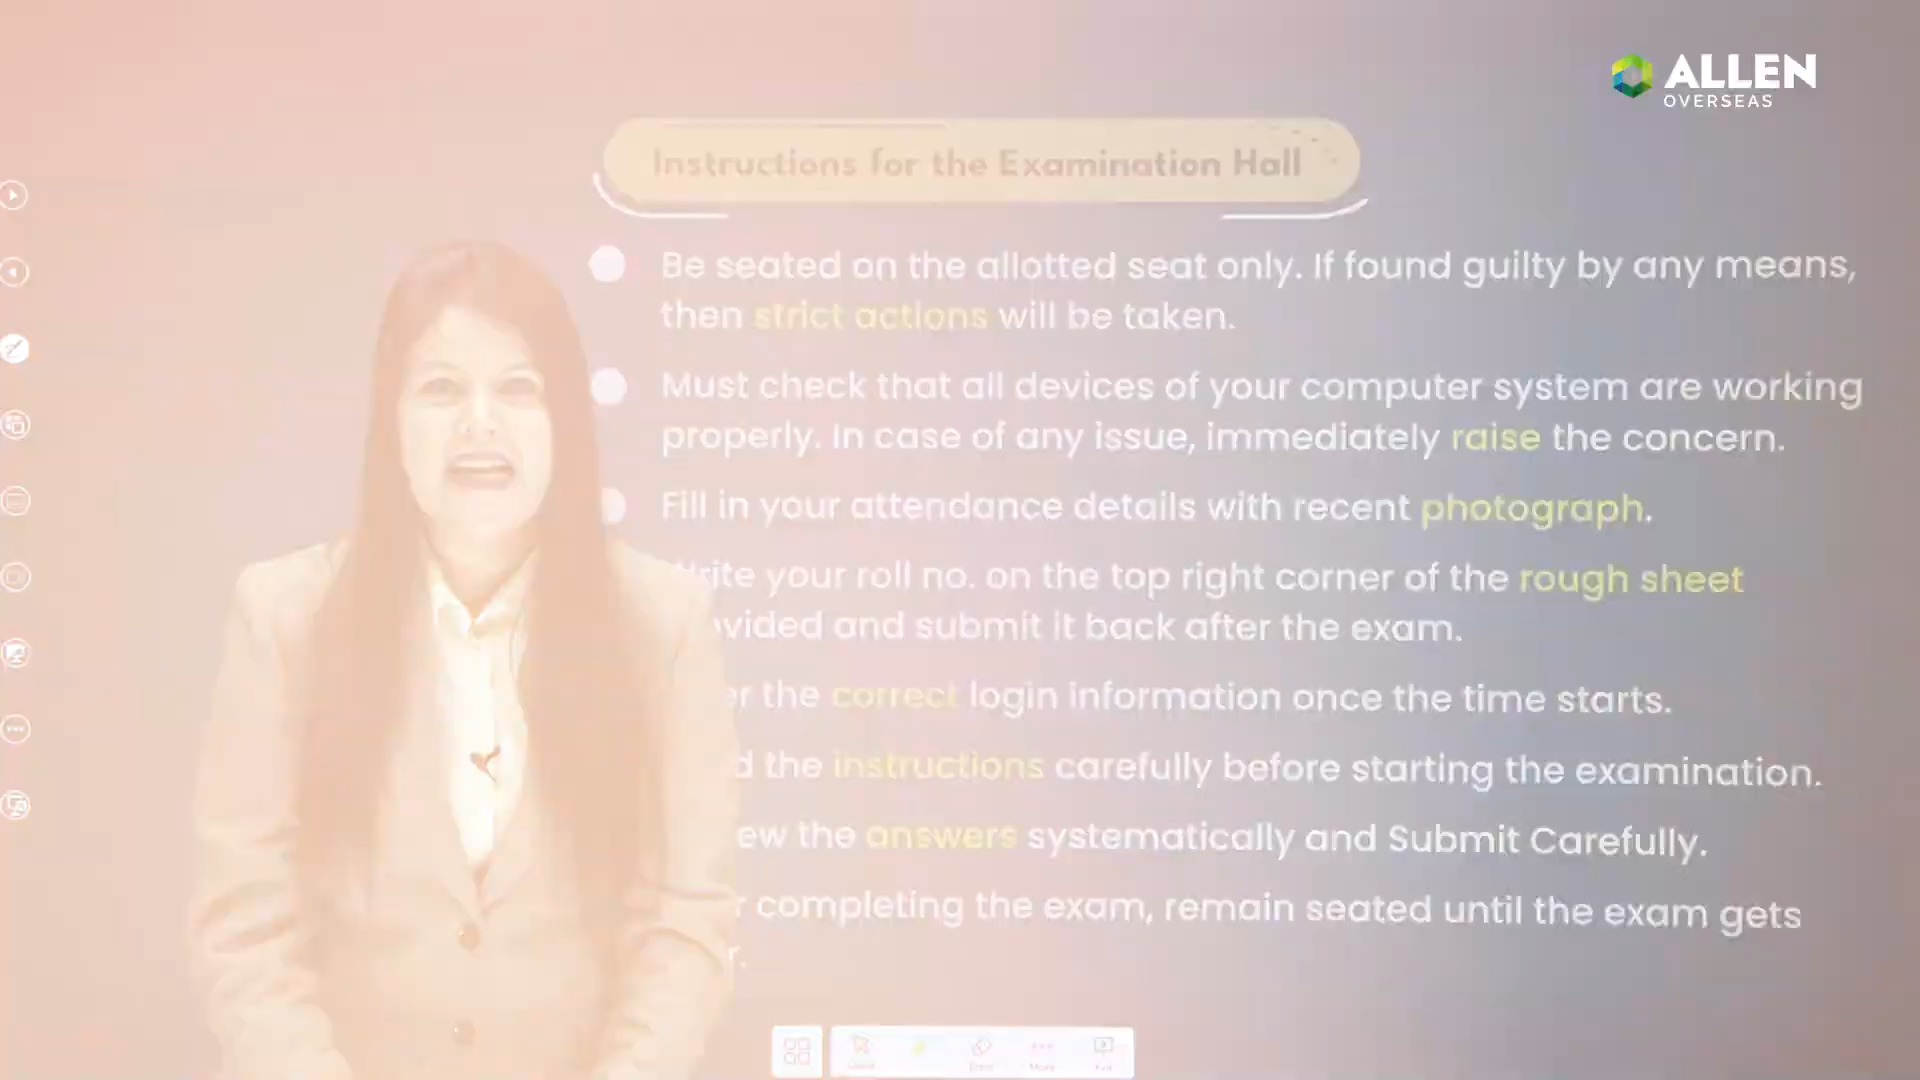 ALLEN
OVERSEAS
Instructions for the Examination Hall
Be seated on the allotted seat only. If found guilty by any means,
then strict actions will be taken.
Must check that all devices of your computer system are working
properly. In case of any issue, immediately raise the concern.
Fill in your attendance details with recent photograph.
your roll no. on the top right corner of the rough sheet
and submit it back after the exam.
the correct login information once the time starts.
the instructions carefully before starting the examination.
the answers systematically and Submit Carefully.
completing the exam, remain seated until the exam gets
More